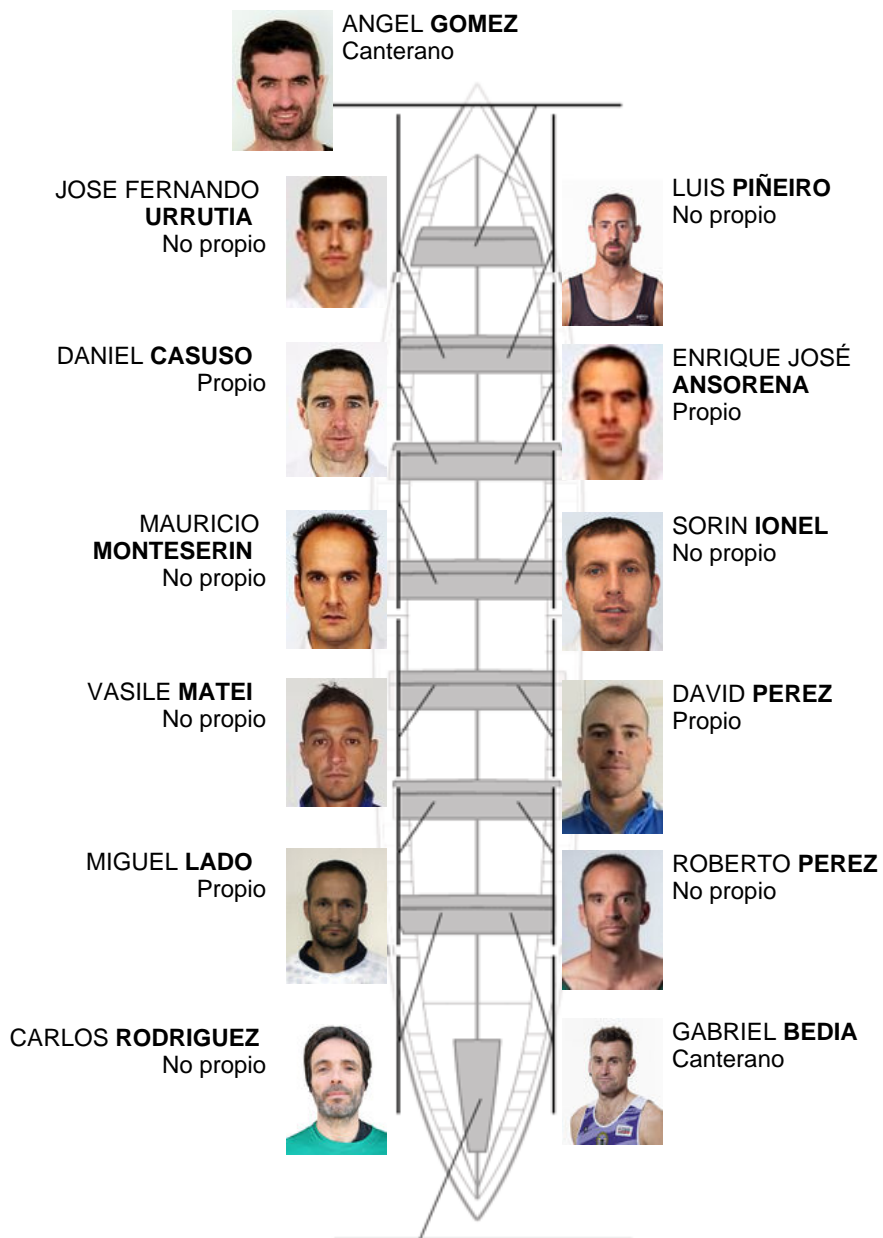 ANGEL GOMEZ
Canterano
JOSE FERNANDO
URRUTIA
No propio
LUIS PIÑEIRO
No propio
DANIEL CASUSO
Propio
ENRIQUE JOSÉ
ANSORENA
Propio
MAURICIO
MONTESERIN
No propio
SORIN IONEL
No propio
VASILE MATEI
No propio
DAVID PEREZ
Propio
MIGUEL LADO
Propio
ROBERTO PEREZ
No propio
CARLOS RODRIGUEZ
No propio
GABRIEL BEDIA
Canterano